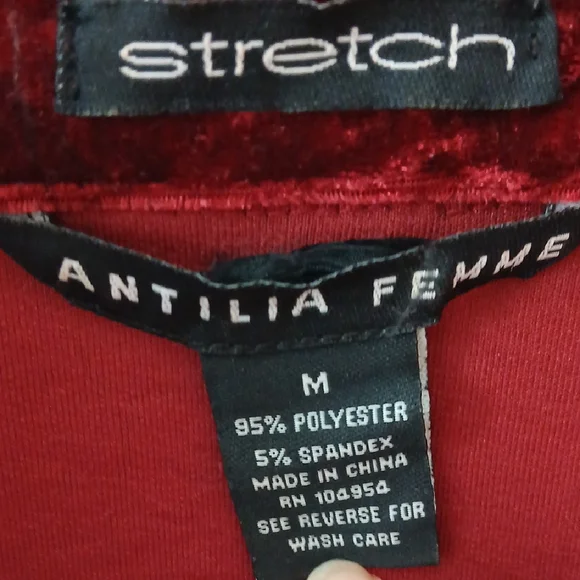 stretch
ANTILIA FEMME
M
95% POLYESTER
5% SPANDEX
MADE IN CHINA
RN 104954
SEE REVERSE FOR
WASH CARE